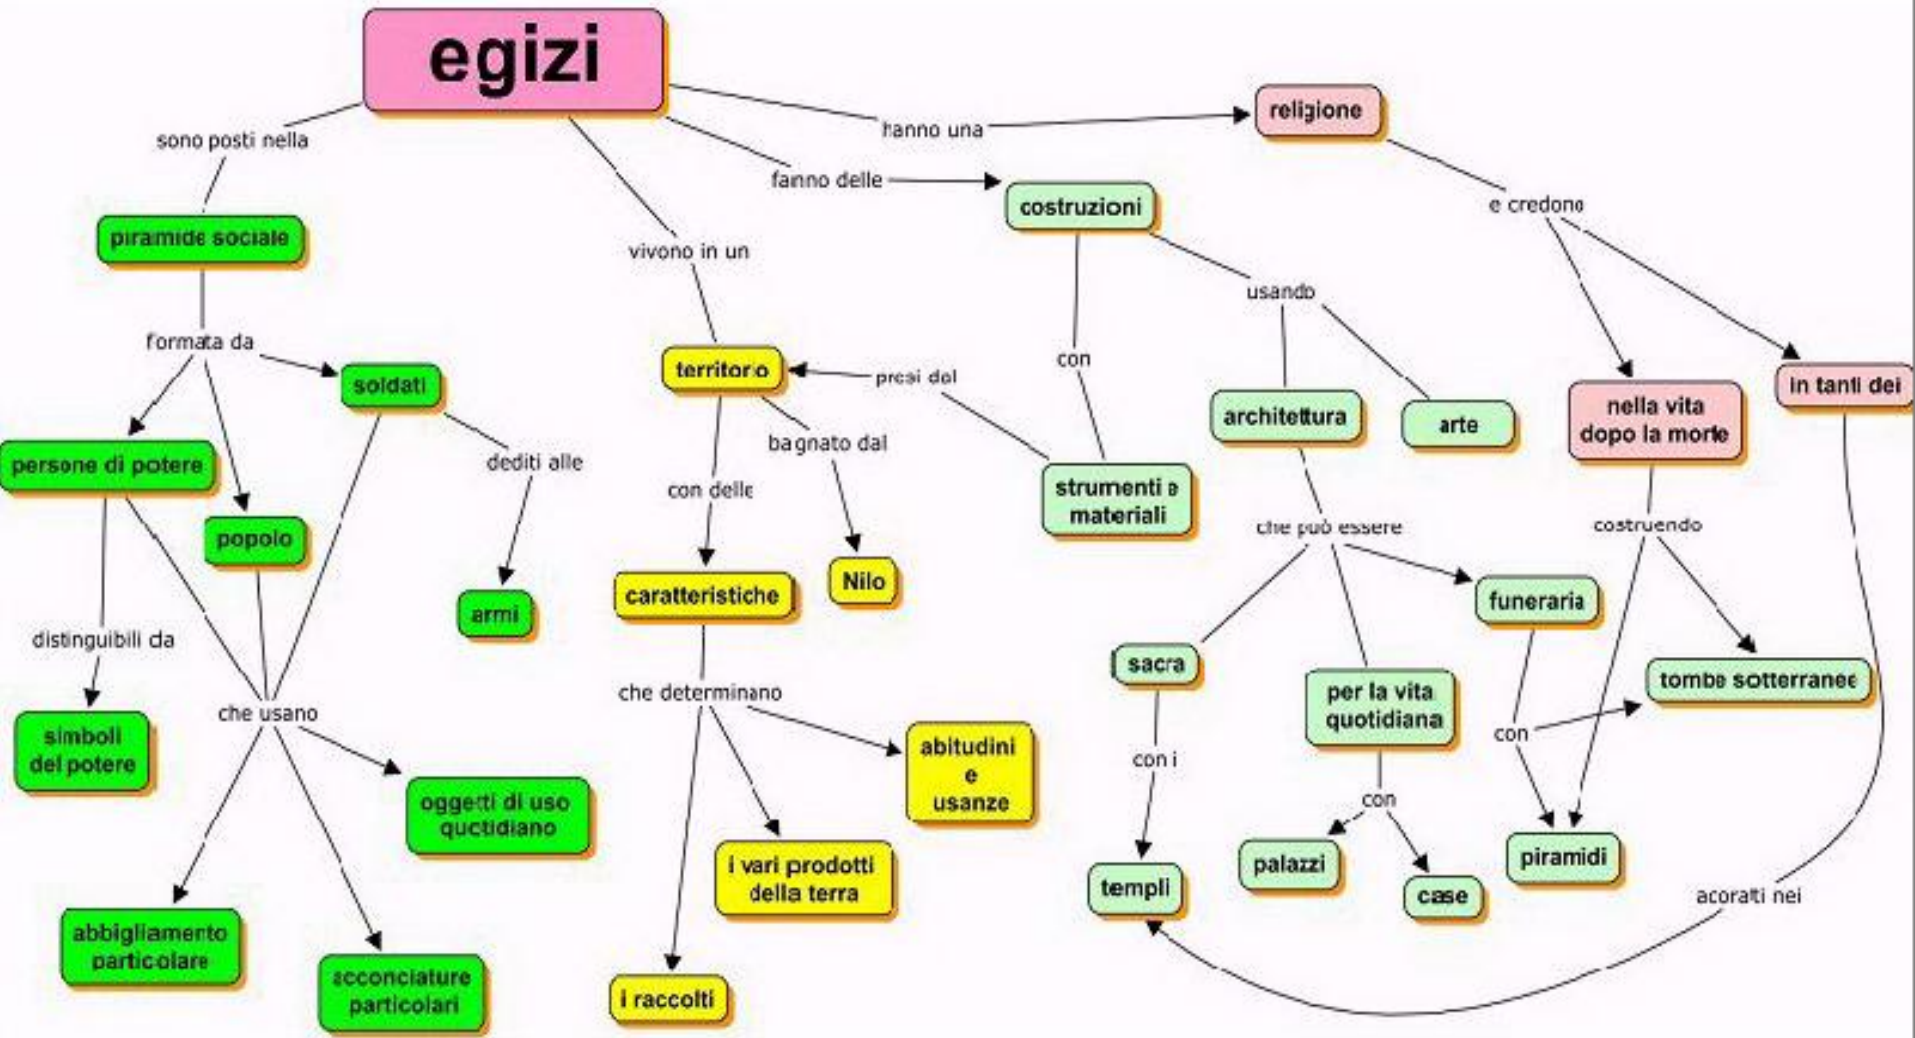 egizi
religione
hanno una
sono posti nella
fanno delle
costruzioni
e credono
piramide sociale
vivono in un
usando
formata da
con
soldati
territorio
presi dal
in tanti dei
nella vita
dopo la morte
architettura
arte
bagnato dal
persone di potere
dediti alle
con delle
strumenti e
materiali
che può essere
costruendo
popolo
Nilo
caratteristiche
funeraria
armi
distinguibili da
sacra
tombe sotterranee
che determinano
per la vita
quotidiana
che usano
con
simboli
del potere
abitudini
e
usanze
con i
oggetti di uso
quotidiano
con
i vari prodotti
della terra
palazzi
piramidi
templi
case
adorati nei
abbigliamento
particolare
acconciature
particolari
i raccolti